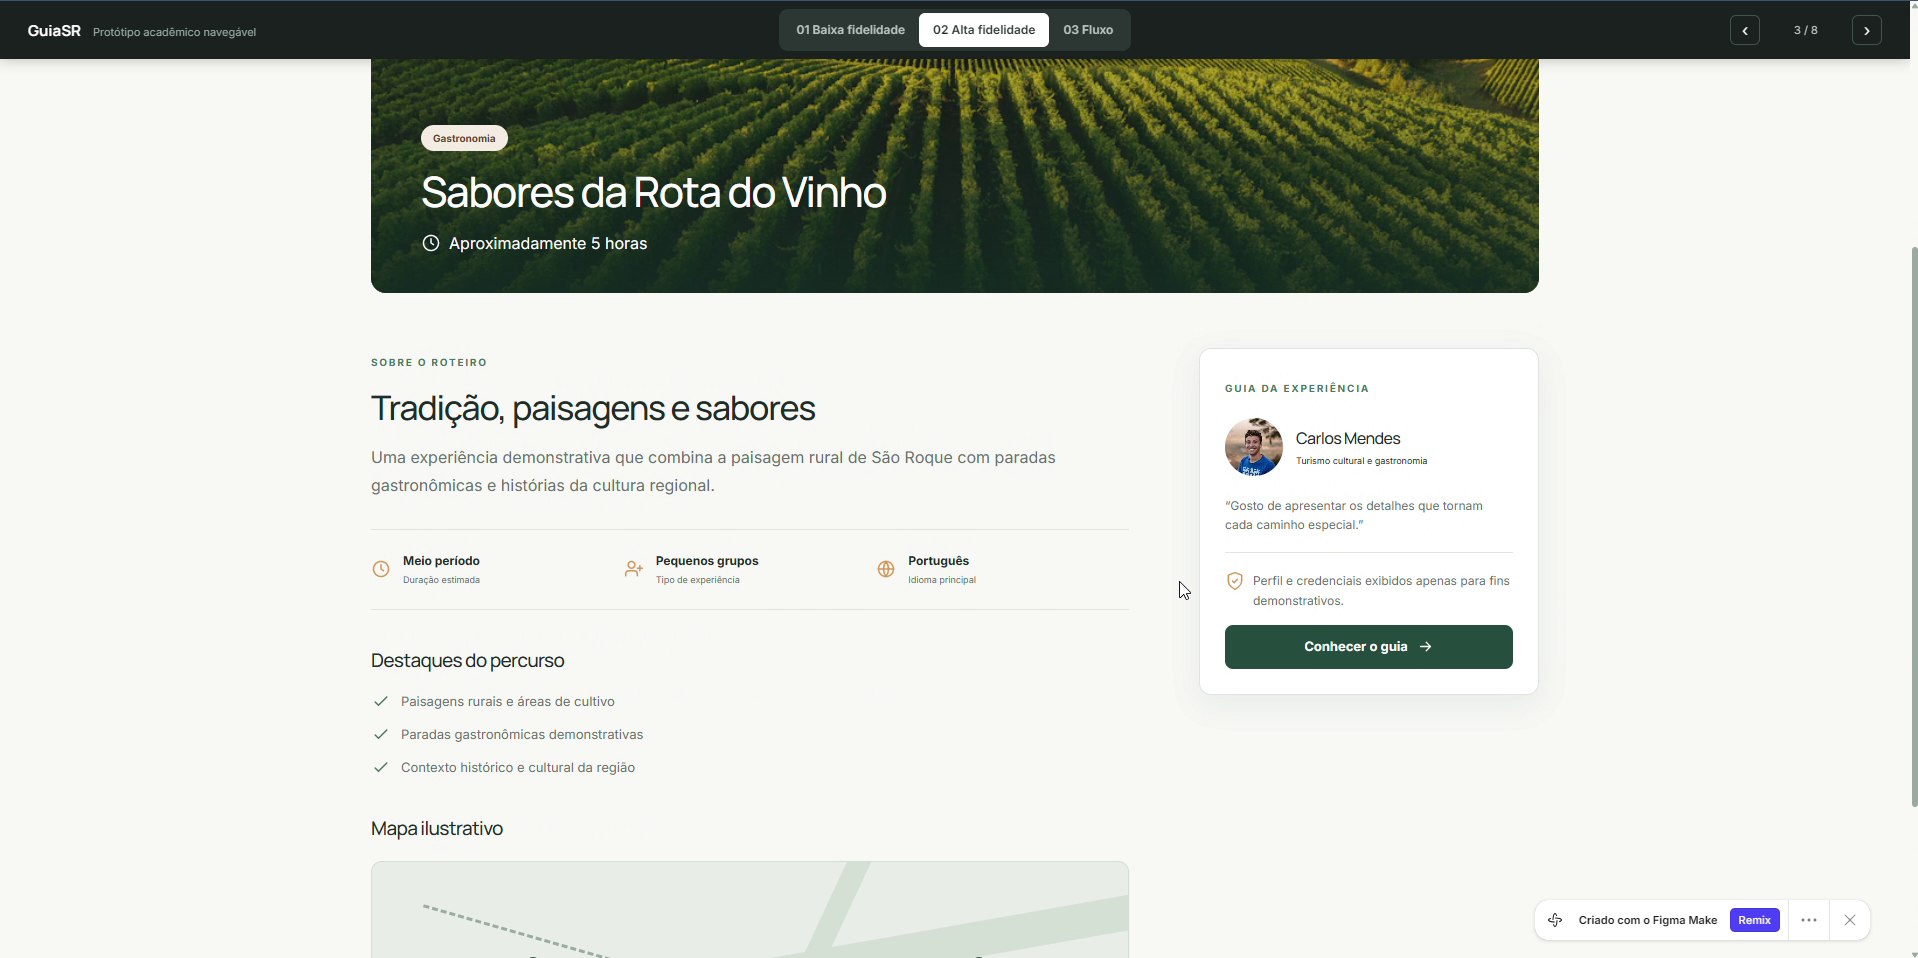 GuiaSR Protótipo acadêmico navegável
01 Baixa fidelidade 02 Alta fidelidade 03 Fluxo
3 / 8
Gastronomia
Sabores da Rota do Vinho
Aproximadamente 5 horas
SOBRE O ROTEIRO
Tradição, paisagens e sabores
Uma experiência demonstrativa que combina a paisagem rural de São Roque com paradas
gastronômicas e histórias da cultura regional.
Meio período
Duração estimada
Pequenos grupos
Tipo de experiência
Português
Idioma principal
Destaques do percurso
Paisagens rurais e áreas de cultivo
Paradas gastronômicas demonstrativas
Contexto histórico e cultural da região
Mapa ilustrativo
GUIA DA EXPERIÊNCIA
Carlos Mendes
Turismo cultural e gastronomia
“Gosto de apresentar os detalhes que tornam
cada caminho especial.”
Perfil e credenciais exibidos apenas para fins
demonstrativos.
Conhecer o guia →
Criado com o Figma Make Remix